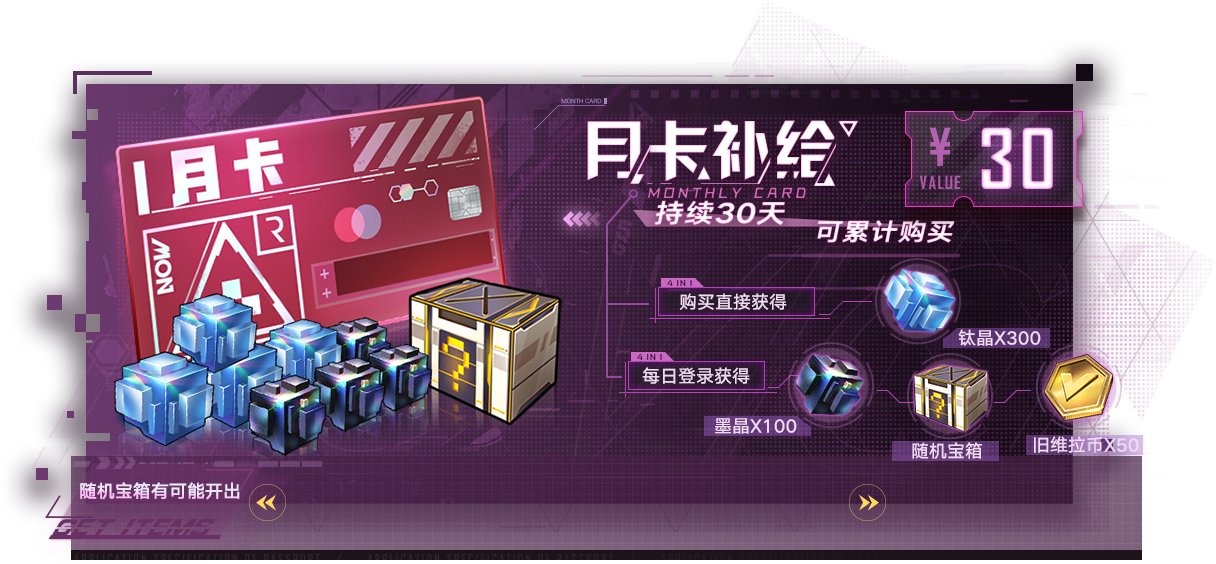 MONTH CARD
1月卡
R
NOW
月卡补给
MONTHLY CARD
持续30天
可累计购买
¥
VALUE
30
4 IN 1
购买直接获得
钛晶X300
4 IN 1
每日登录获得
墨晶X100
随机宝箱
旧维拉币X50
随机宝箱有可能开出
GET ITEMS